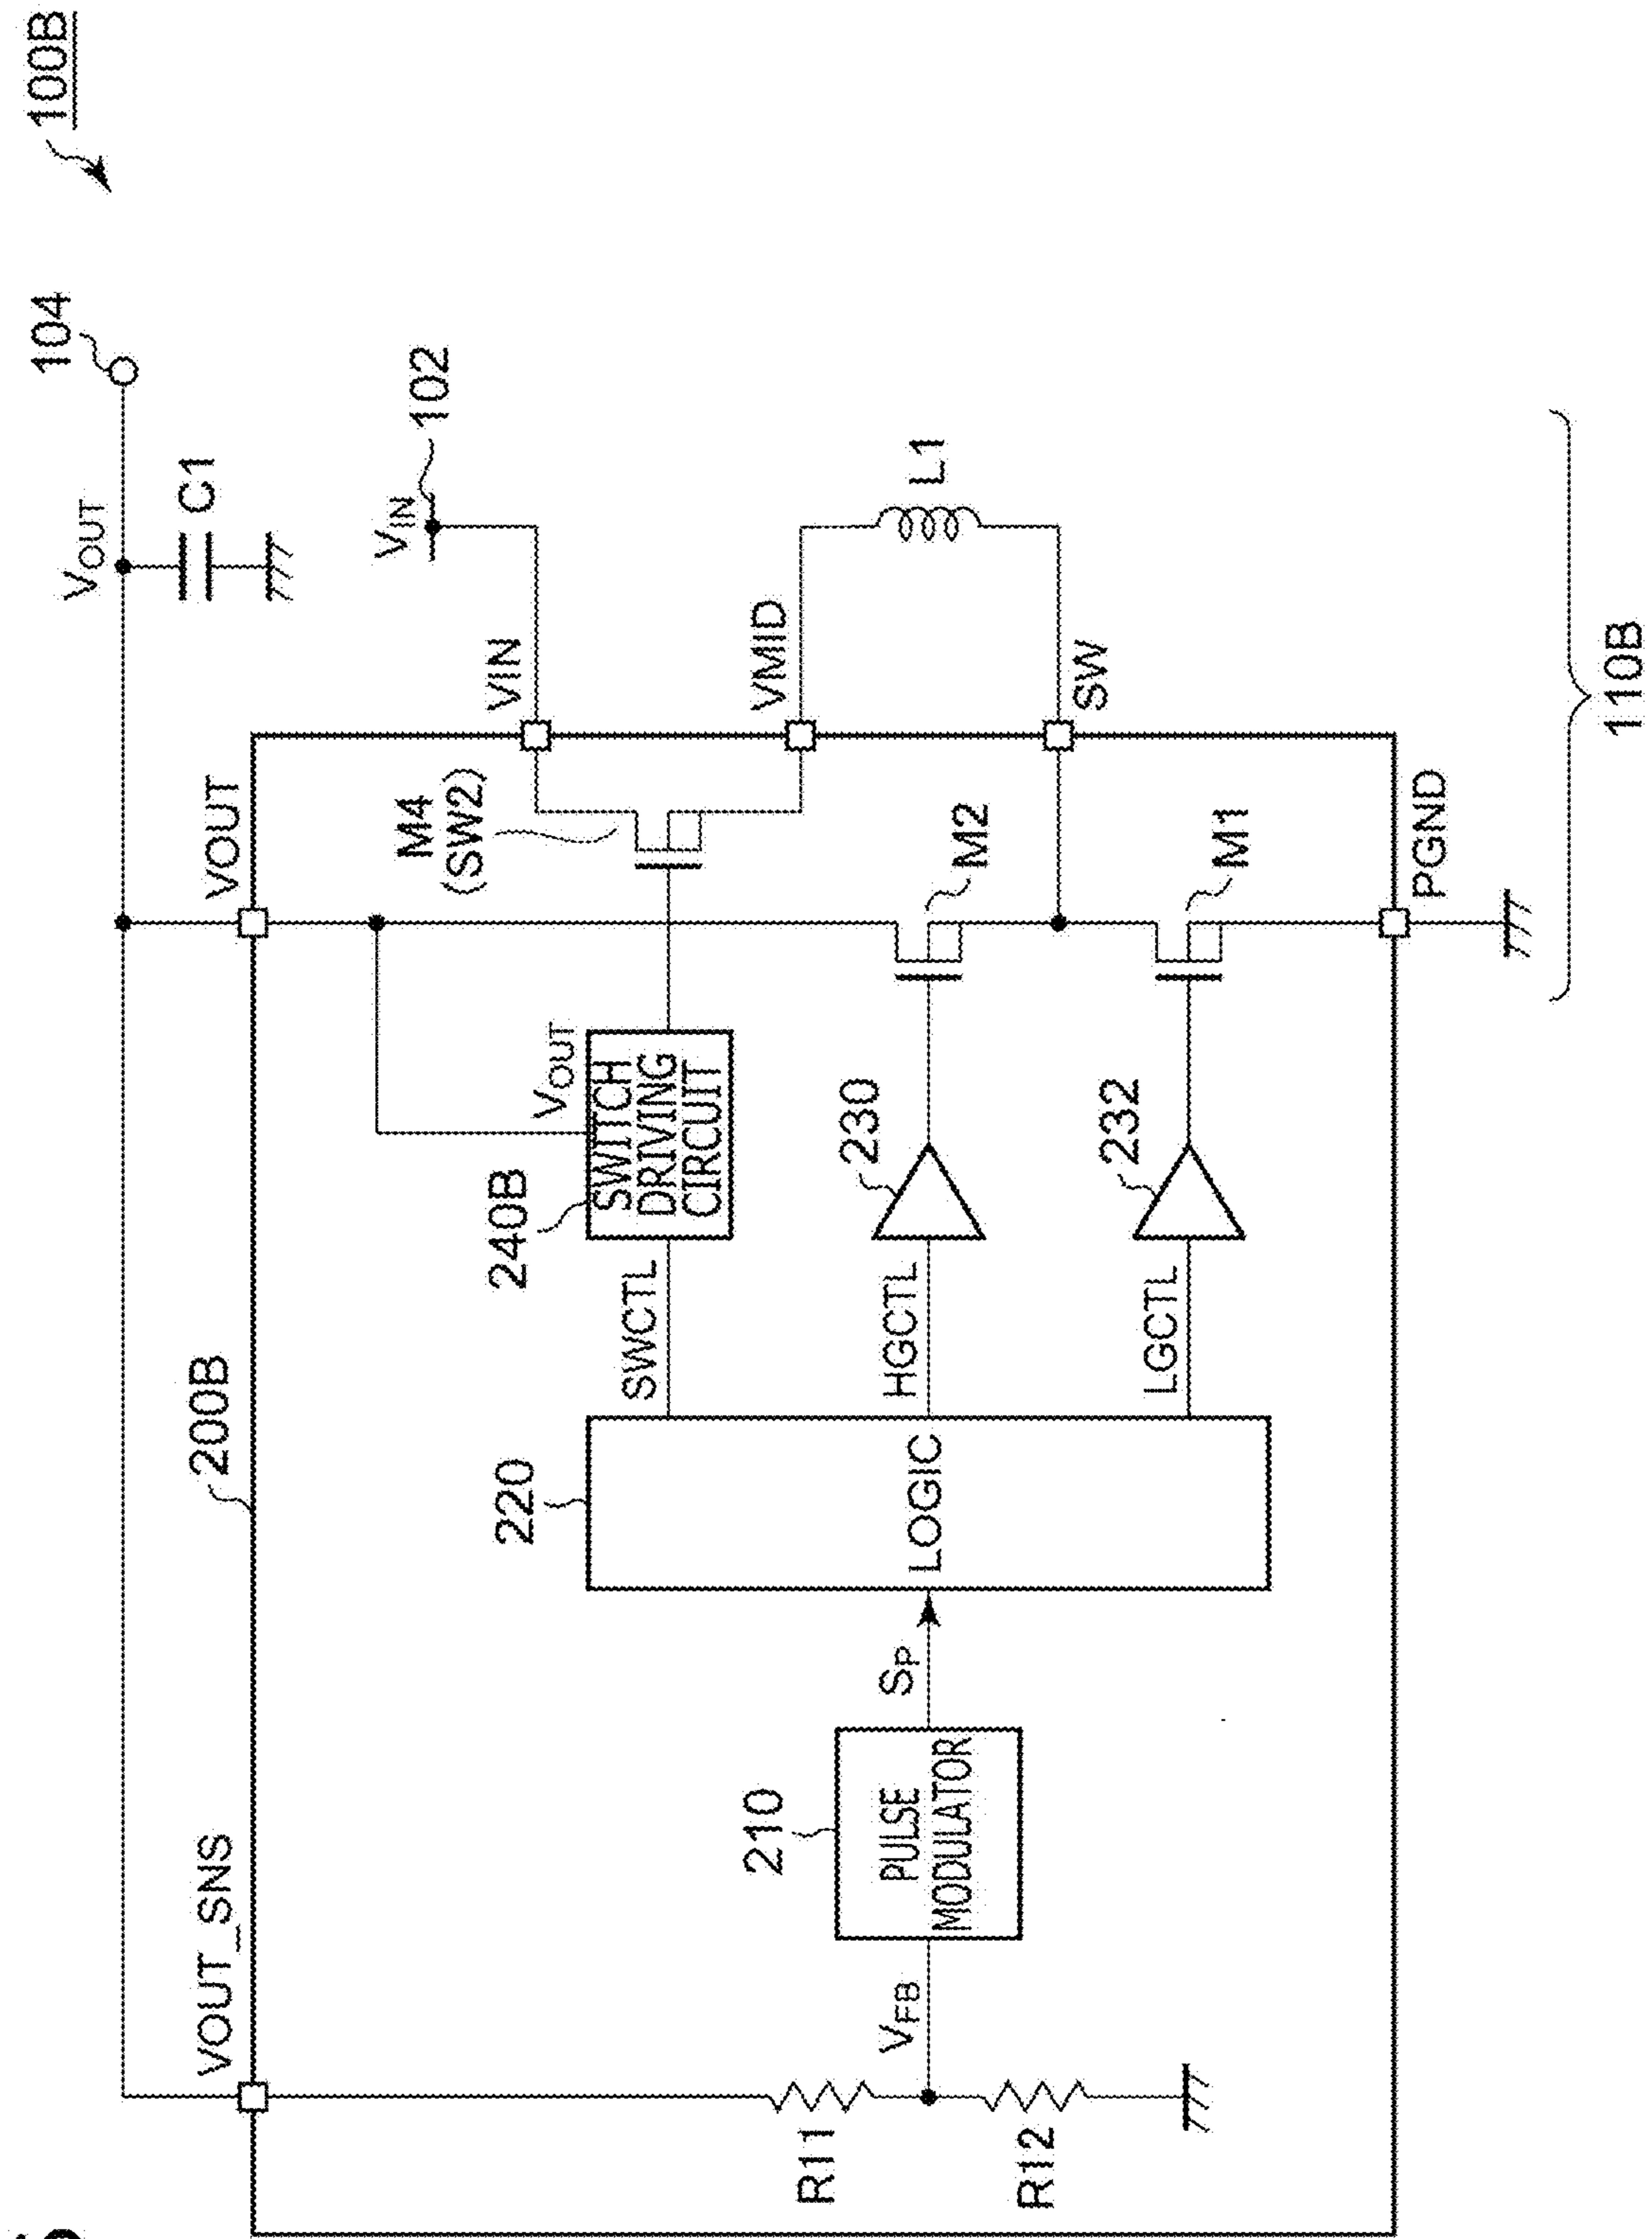 100B
104
VOUT
C1
VIN
102
VOUT_SNS
200B
VOUT
VIN
M4
(SW2)
VMID
L1
SW
VOUT
240B
SWITCH
DRIVING
CIRCUIT
SWCTL
220
LOGIC
HGCTL
230
M2
210
PULSE
MODULATOR
SP
VFB
R11
R12
LGCTL
232
M1
PGND
110B